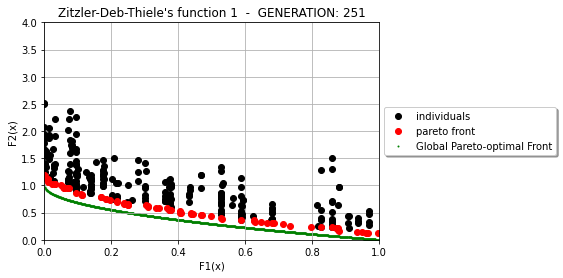 Zitzler-Deb-Thiele's function 1  -  GENERATION: 251
4.0
3.5
3.0
2.5
2.0
1.5
1.0
0.5
0.0
F2(x)
0.0 0.2 0.4 0.6 0.8 1.0
F1(x)
individuals
pareto front
Global Pareto-optimal Front